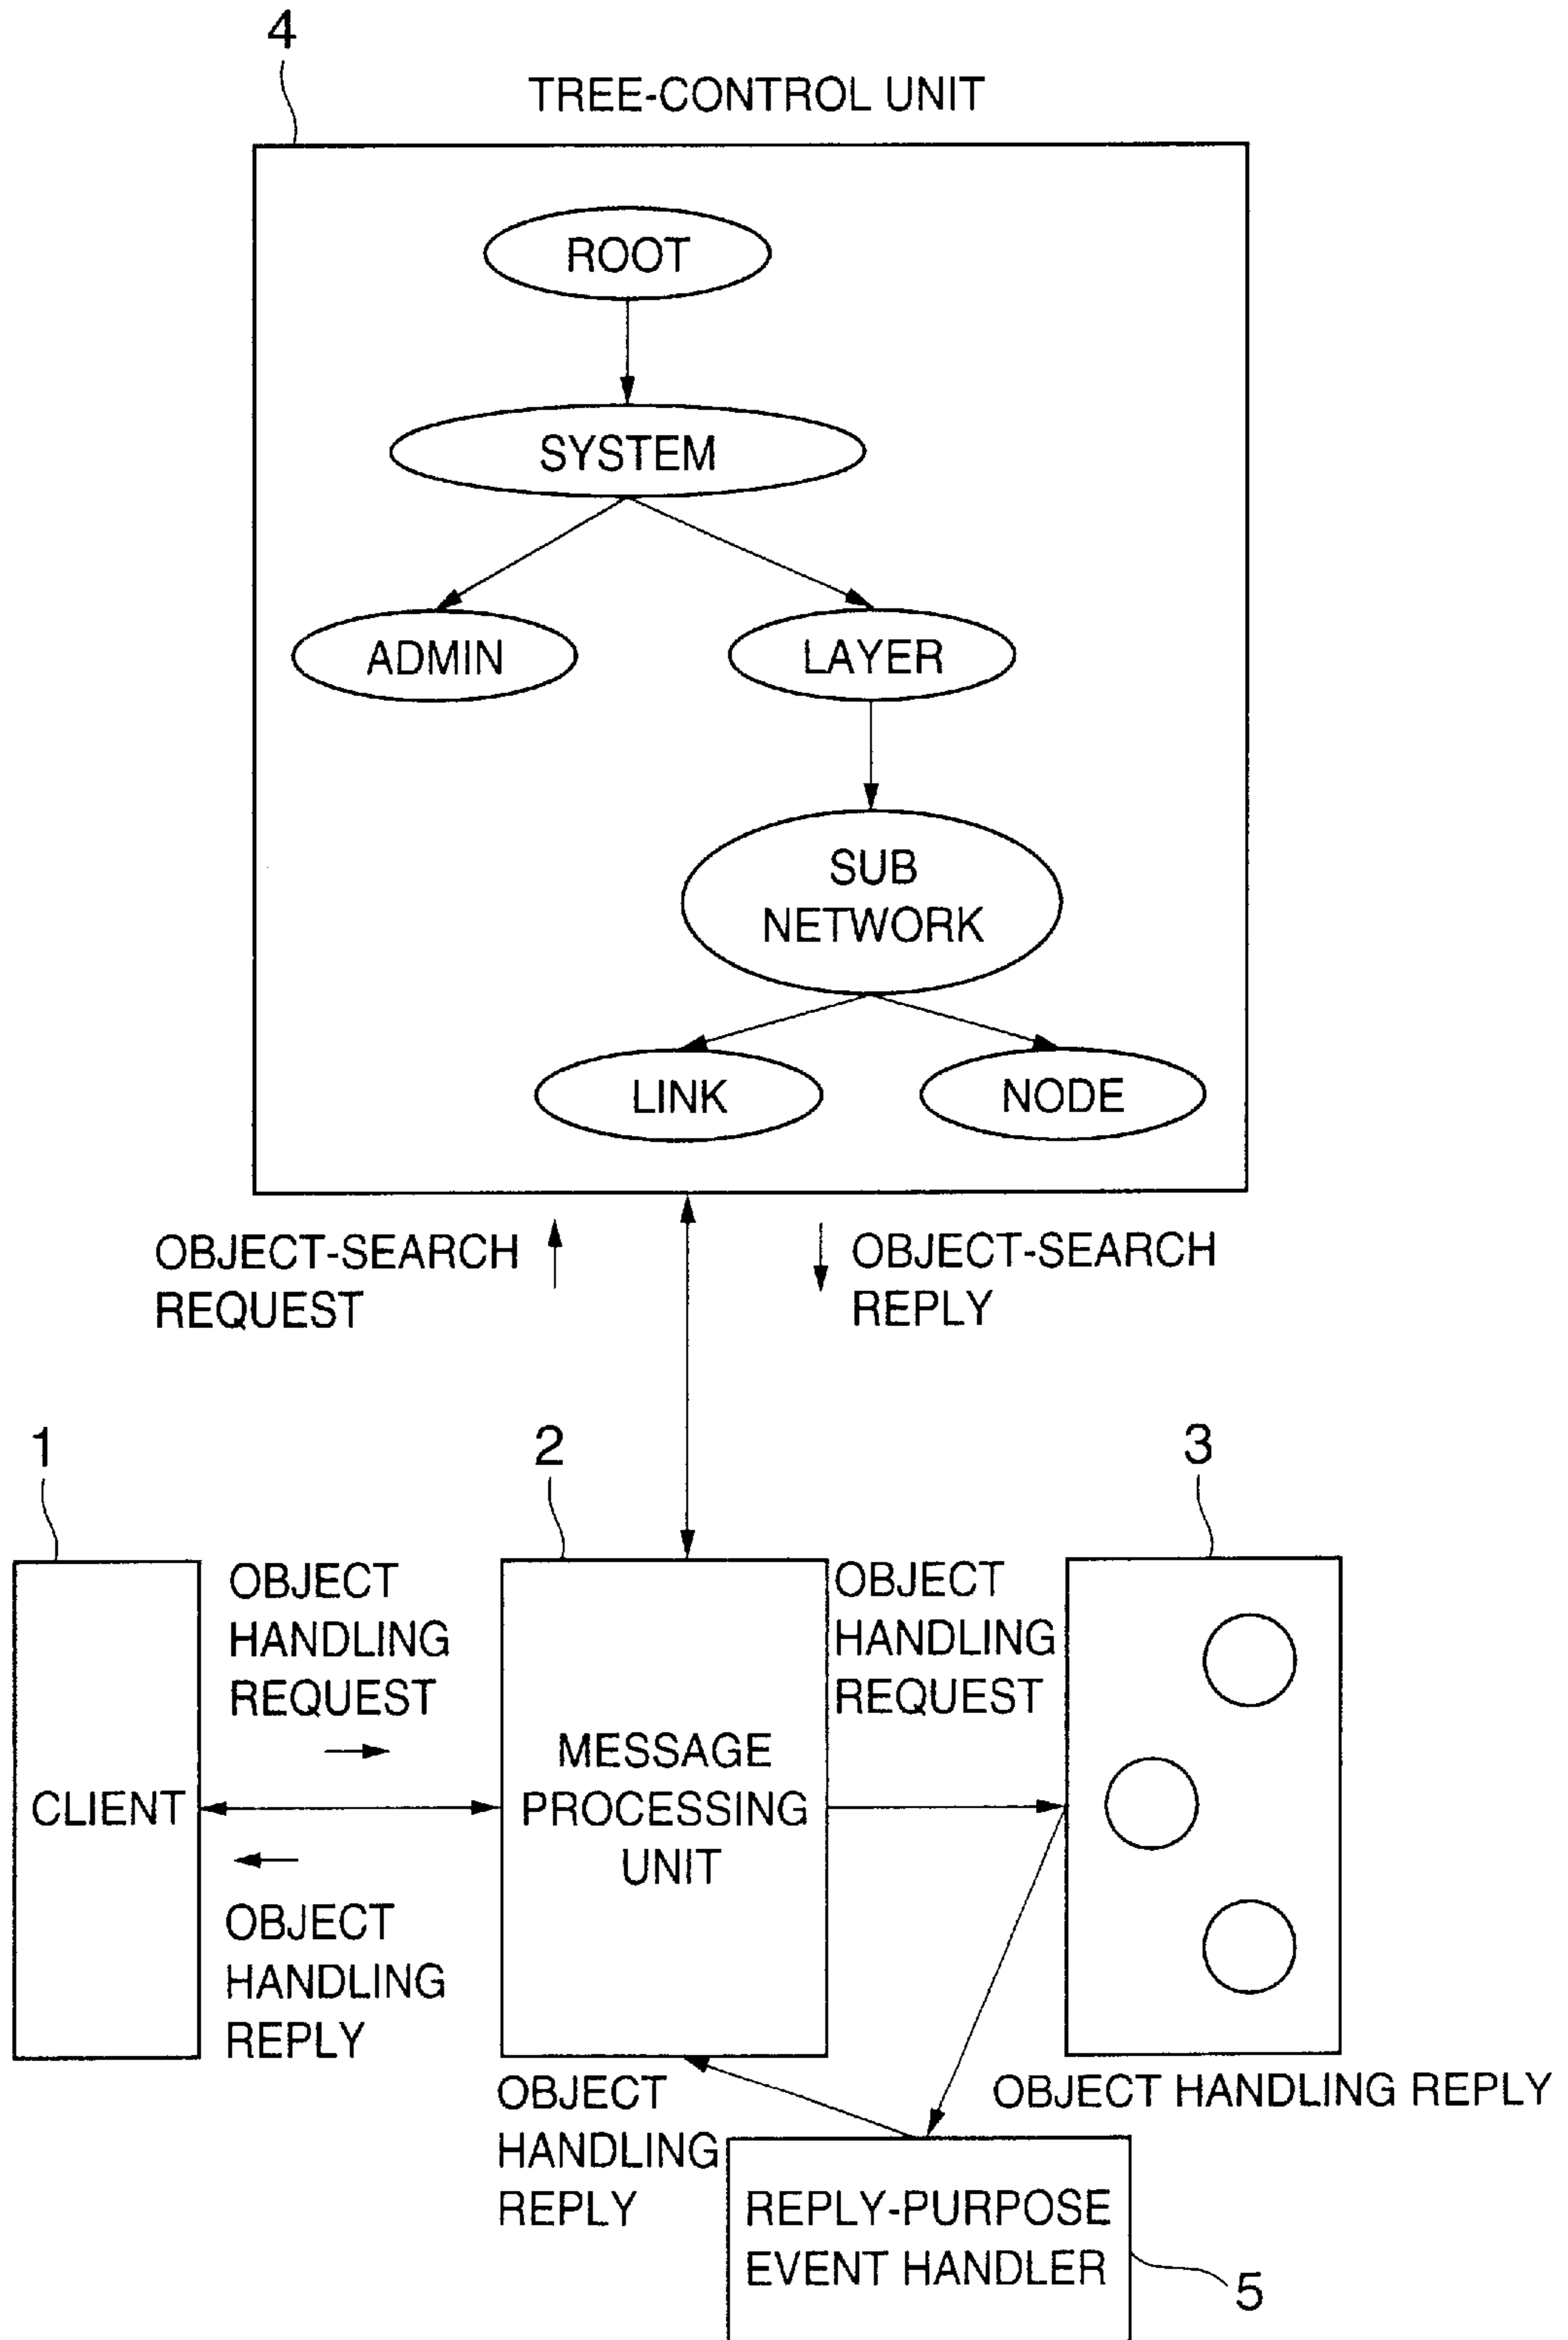 4
TREE-CONTROL UNIT
ROOT
SYSTEM
ADMIN
LAYER
SUB
NETWORK
LINK
NODE
OBJECT-SEARCH
REQUEST
OBJECT-SEARCH
REPLY
1
2
3
OBJECT
HANDLING
REQUEST
OBJECT
HANDLING
REQUEST
CLIENT
MESSAGE
PROCESSING
UNIT
OBJECT
HANDLING
REPLY
OBJECT
HANDLING
REPLY
OBJECT HANDLING REPLY
REPLY-PURPOSE
EVENT HANDLER
5